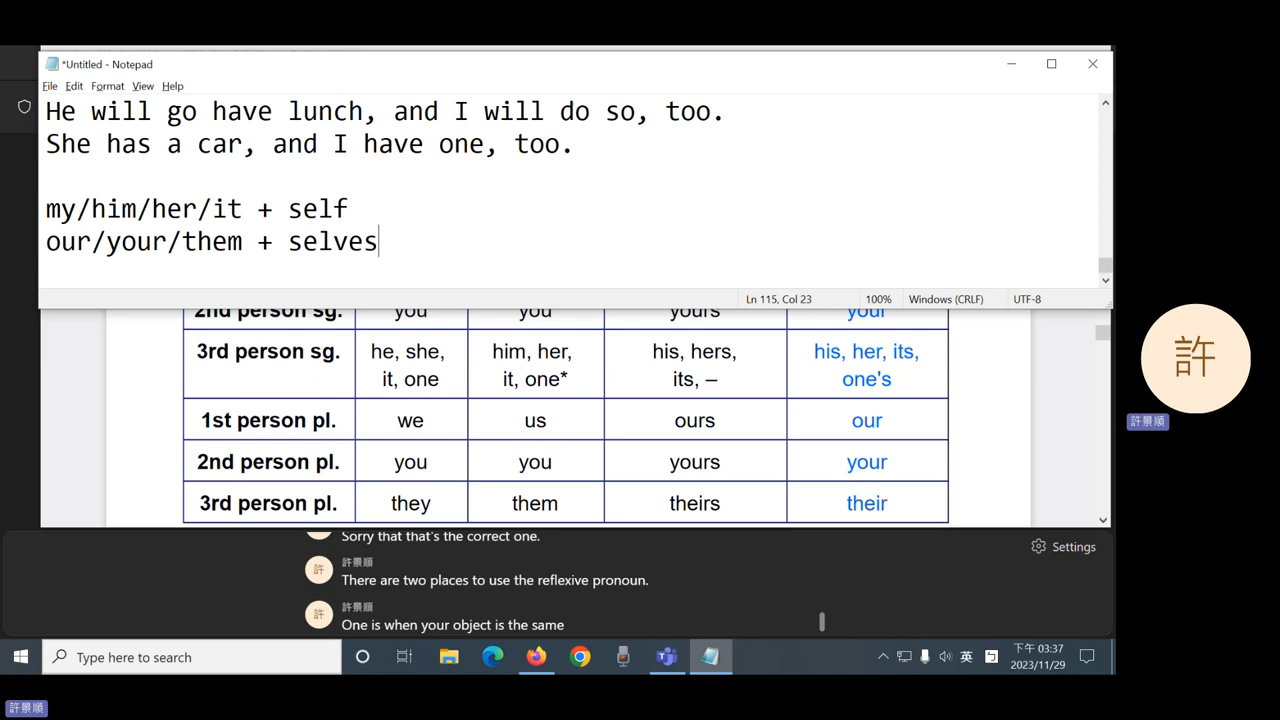 *Untitled - Notepad
File Edit Format View Help
He will go have lunch, and I will do so, too.
She has a car, and I have one, too.
my/him/her/it + self
our/your/them + selves
Ln 115, Col 23 100% Windows (CRLF) UTF-8
2nd person sg. you you yours your
3rd person sg. he, she, him, her, his, hers, his, her, its,
it, one it, one* its, – one's
1st person pl. we us ours our
2nd person pl. you you yours your
3rd person pl. they them theirs their
Sorry that that's the correct one.
Settings
許景順
許 There are two places to use the reflexive pronoun.
許景順
許 One is when your object is the same
許
許景順
Type here to search
英
下午 03:37
2023/11/29
許景順